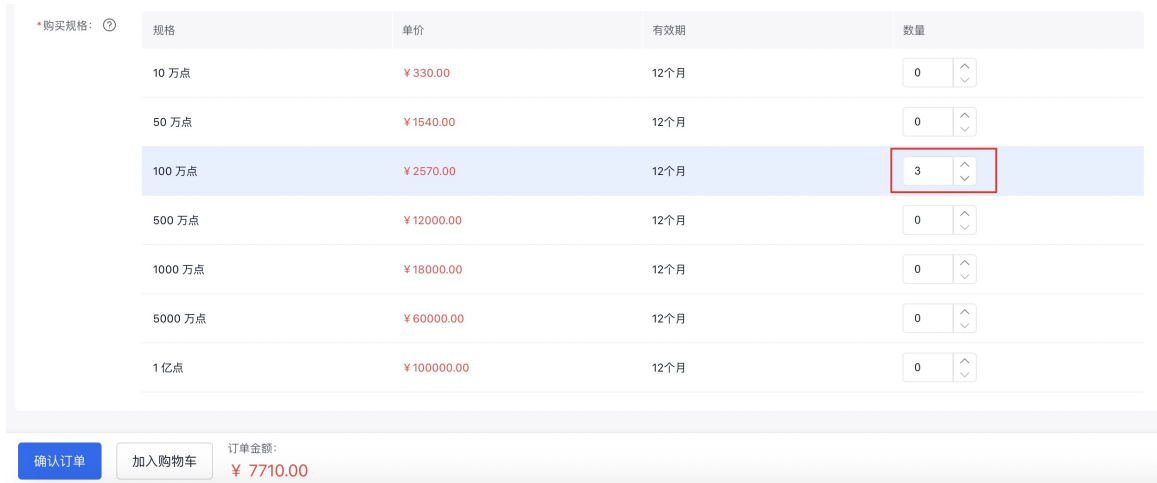 *购买规格： ?
规格 单价 有效期 数量
10 万点 ¥330.00 12个月 0
50 万点 ¥1540.00 12个月 0
100 万点 ¥2570.00 12个月 3
500 万点 ¥12000.00 12个月 0
1000 万点 ¥18000.00 12个月 0
5000 万点 ¥60000.00 12个月 0
1 亿点 ¥100000.00 12个月 0
确认订单 加入购物车 订单金额：
¥ 7710.00